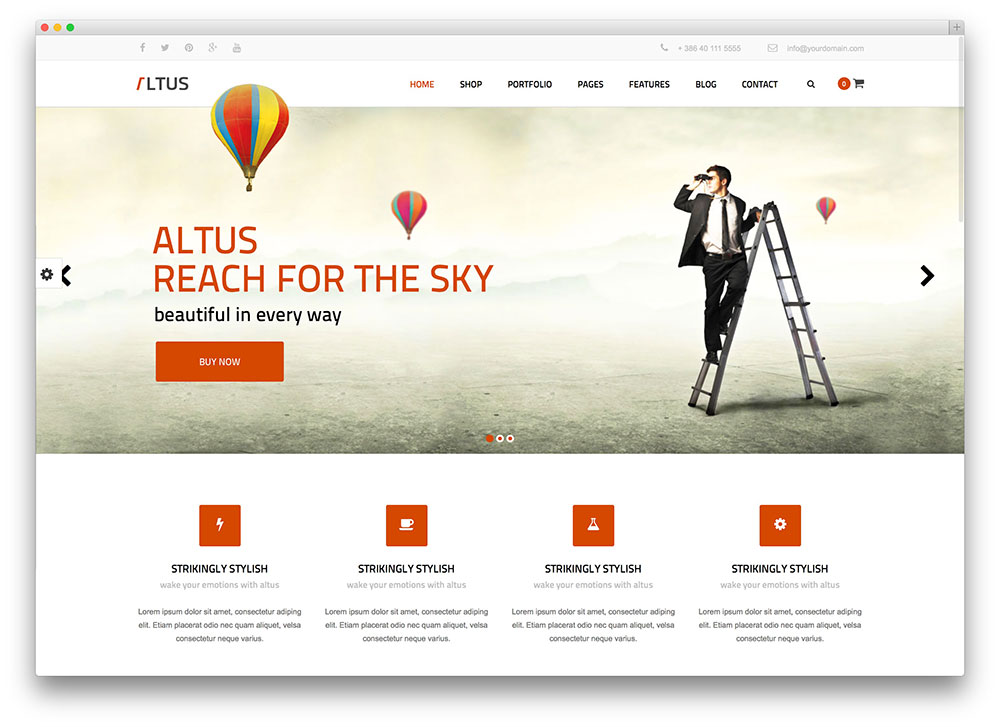 + 386 40 111 5555
info@yourdomain.com
ALTUS
HOME SHOP PORTFOLIO PAGES FEATURES BLOG CONTACT 0
ALTUS
REACH FOR THE SKY
beautiful in every way
BUY NOW
STRIKINGLY STYLISH
wake your emotions with altus
Lorem ipsum dolor sit amet, consectetur adiping
elit. Etiam parturient odio nec quam aliquet, velsa
consectetur neque varius.
STRIKINGLY STYLISH
wake your emotions with altus
Lorem ipsum dolor sit amet, consectetur adiping
elit. Etiam parturient odio nec quam aliquet, velsa
consectetur neque varius.
STRIKINGLY STYLISH
wake your emotions with altus
Lorem ipsum dolor sit amet, consectetur adiping
elit. Etiam parturient odio nec quam aliquet, velsa
consectetur neque varius.
STRIKINGLY STYLISH
wake your emotions with altus
Lorem ipsum dolor sit amet, consectetur adiping
elit. Etiam parturient odio nec quam aliquet, velsa
consectetur neque varius.